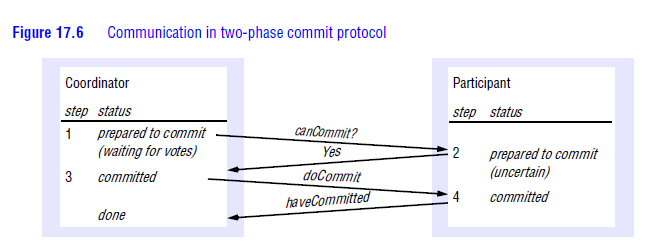 Figure 17.6 Communication in two-phase commit protocol
Coordinator
step status
1 prepared to commit
(waiting for votes)
3 committed
done
canCommit?
Yes
doCommit
haveCommitted
Participant
step status
2 prepared to commit
(uncertain)
4 committed